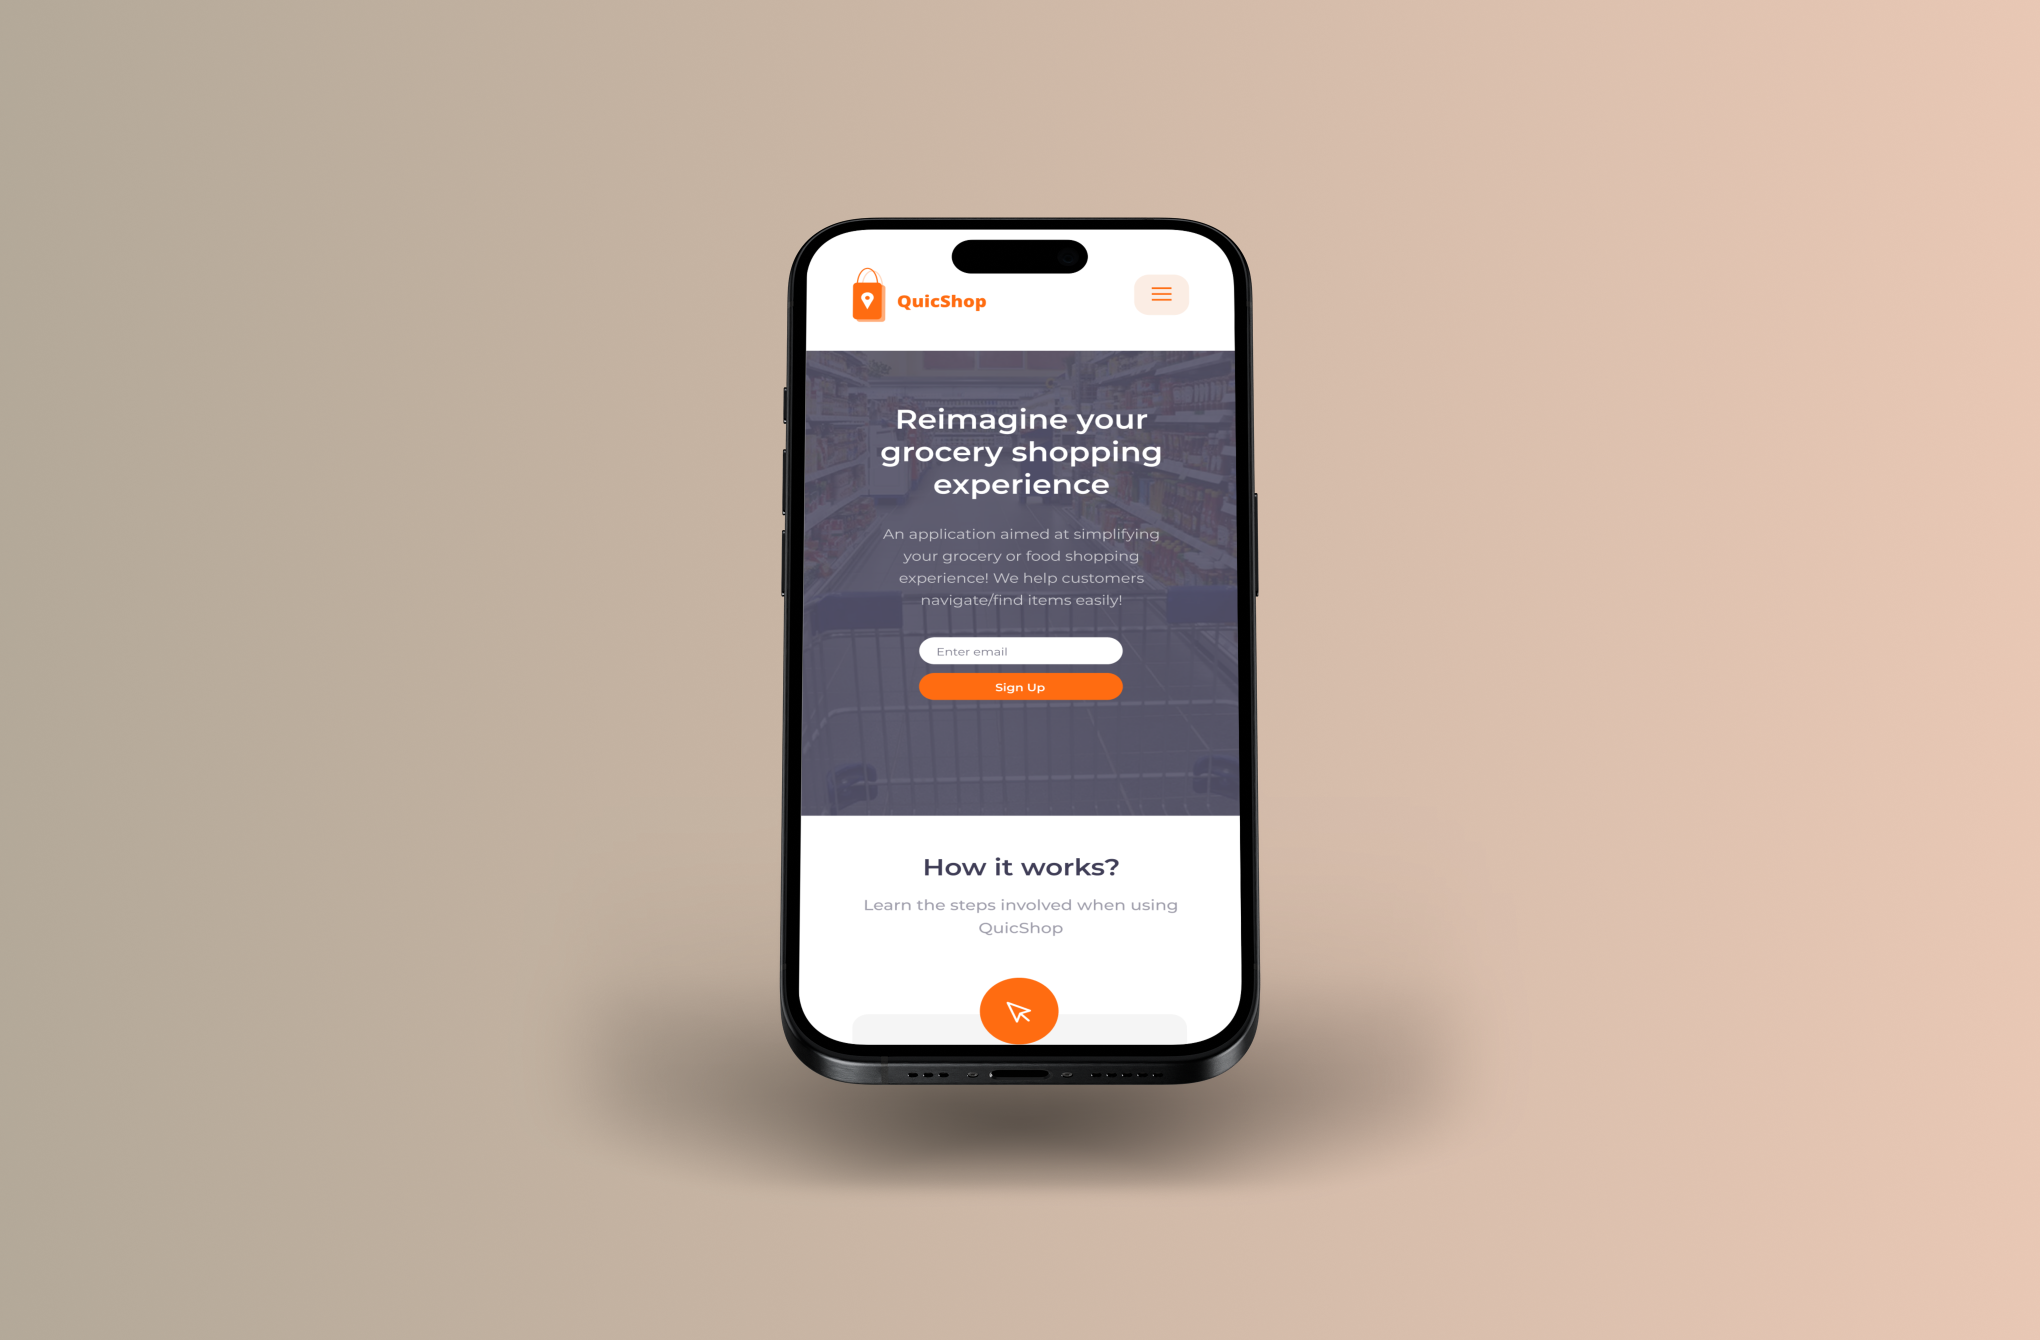 QuicShop
Reimagine your
grocery shopping
experience
An application aimed at simplifying
your grocery or food shopping
experience! We help customers
navigate/find items easily!
Enter email
Sign Up
How it works?
Learn the steps involved when using
QuicShop